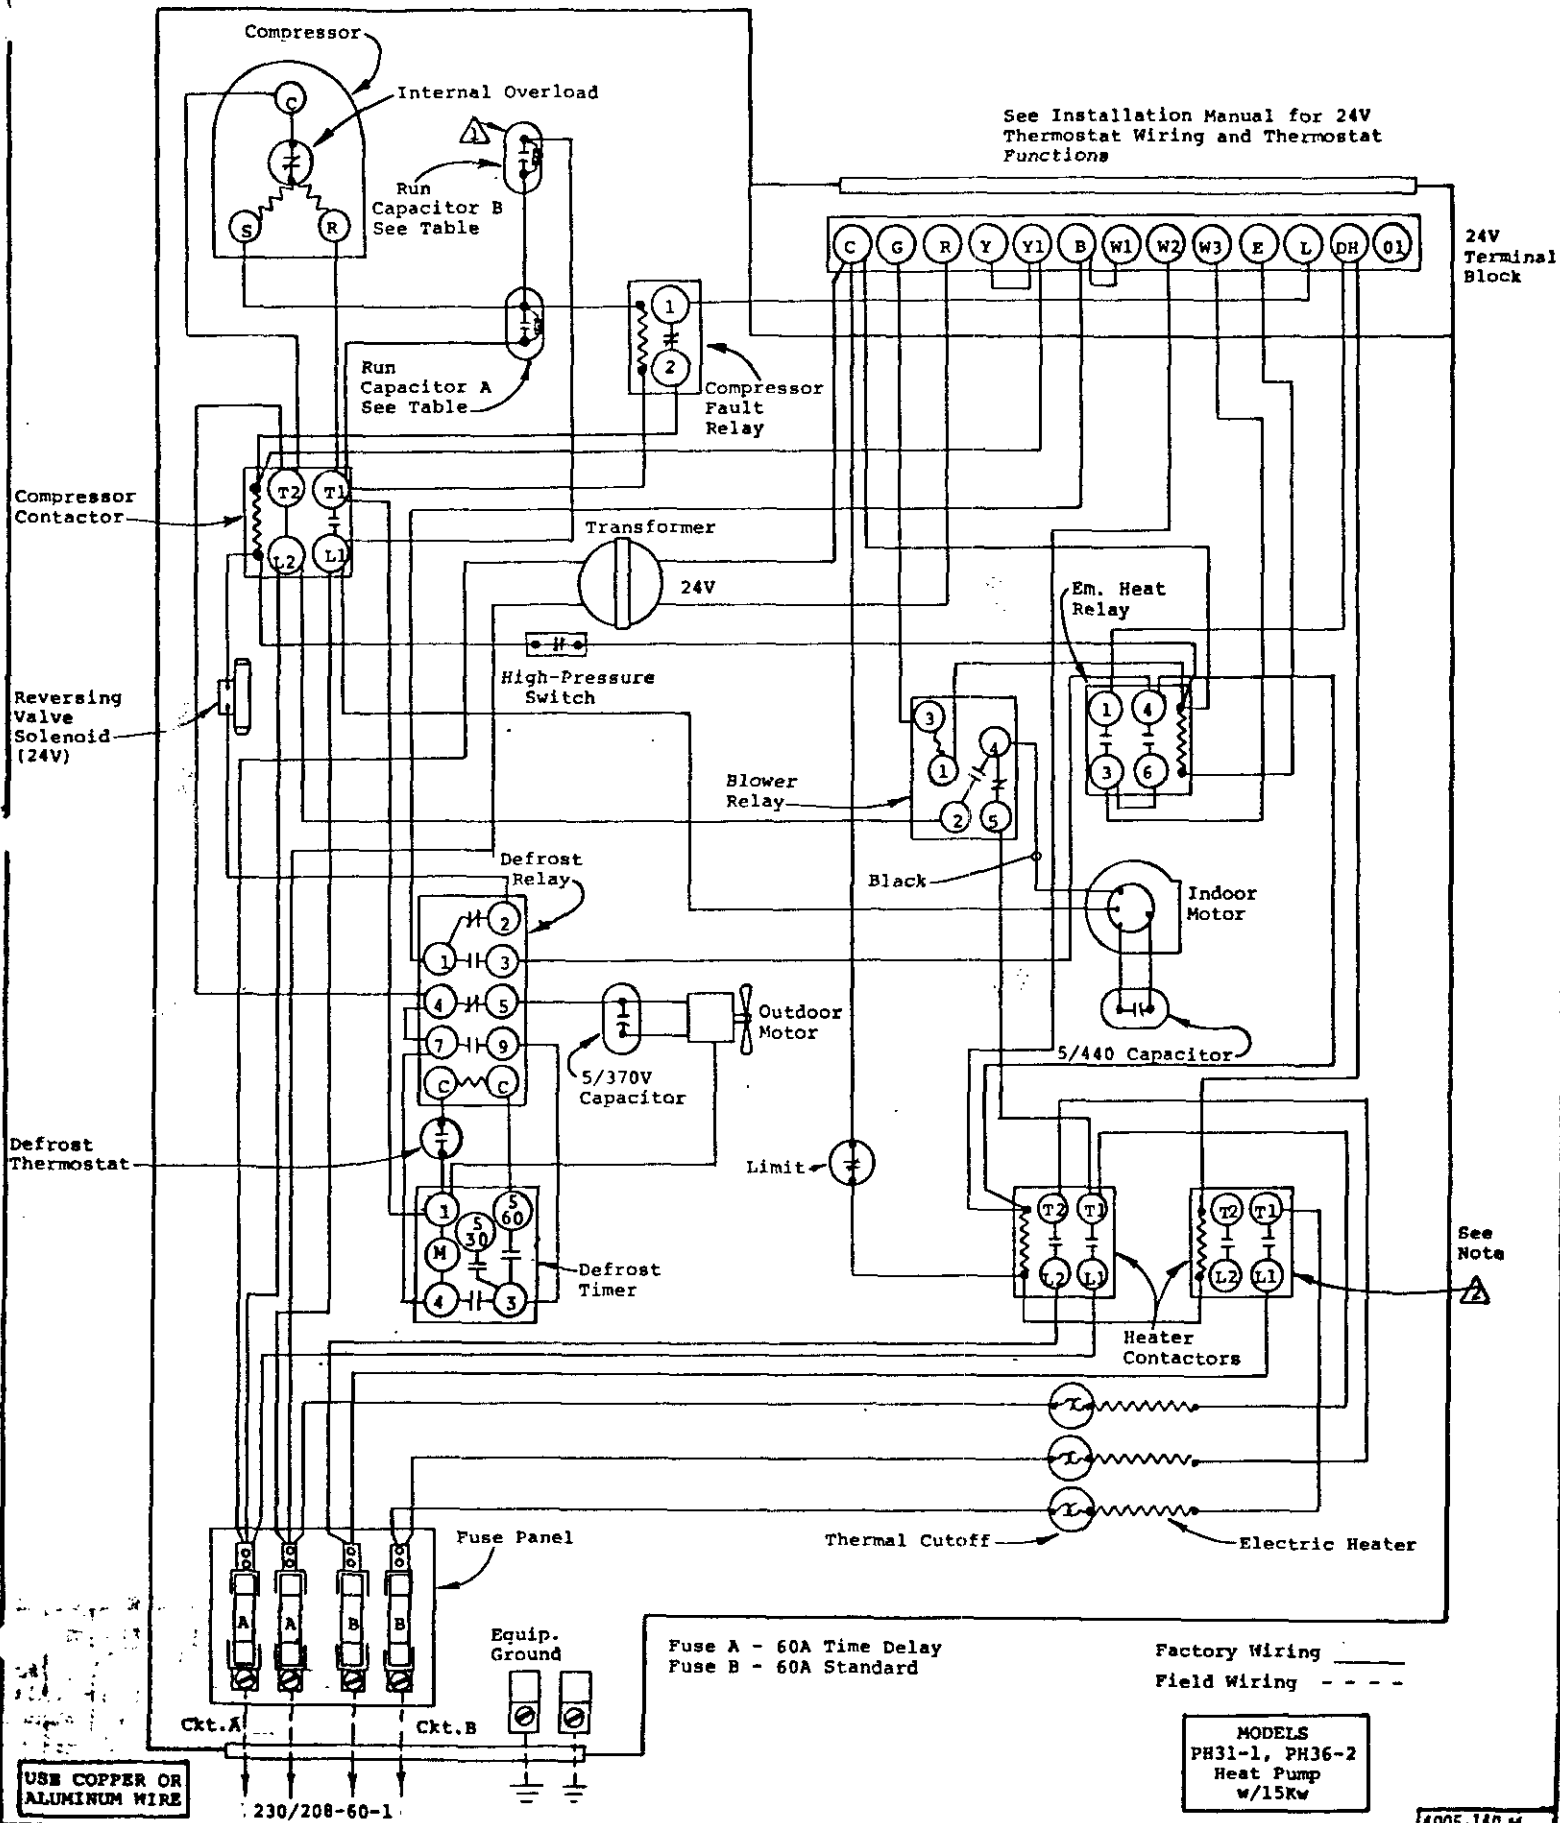 Compressor
C
Internal Overload
S
R
1
Run
Capacitor B
See Table
Run
Capacitor A
See Table
1
2
Compressor
Fault
Relay
See Installation Manual for 24V
Thermostat Wiring and Thermostat
Functions
C G R Y Y1 B W1 W2 W3 E L DH 01
24V
Terminal
Block
Compressor
Contactor
T2 T1
L2 L1
Transformer
24V
High-Pressure
Switch
Reversing
Valve
Solenoid
(24V)
Em. Heat
Relay
1 4
3 6
Blower
Relay
3
4
1
2 5
Black
Indoor
Motor
5/440 Capacitor
Defrost
Relay
2
1 3
4 5
7 9
C C
Outdoor
Motor
5/370V
Capacitor
Defrost
Thermostat
1
S
30
S
60
M
4 3
Defrost
Timer
Limit
T2 T1
L2 L1
T2 T1
L2 L1
Heater
Contactors
See
Note
2
Thermal Cutoff
Electric Heater
Fuse Panel
A A B B
Ckt.A
Ckt.B
Equip.
Ground
Fuse A - 60A Time Delay
Fuse B - 60A Standard
Factory Wiring
Field Wiring
MODELS
PH31-1, PH36-2
Heat Pump
w/15Kw
USE COPPER OR
ALUMINUM WIRE
230/208-60-1